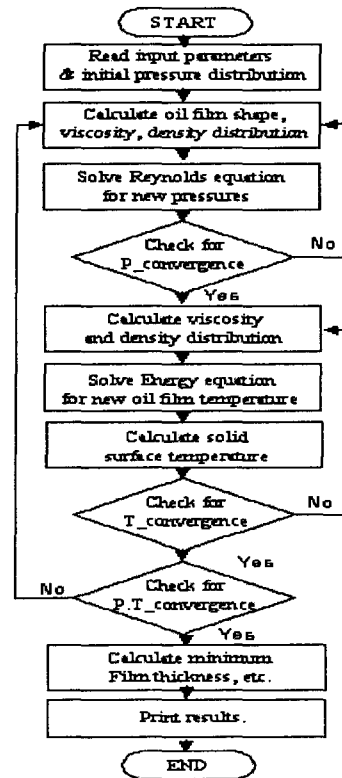 START
Read input parameters
& initial pressure distribution
Calculate oil film shape,
viscosity, density distribution
Solve Reynolds equation
for new pressures
Check for
P_convergence
No
Yes
Calculate viscosity
and density distribution
Solve Energy equation
for new oil film temperature
Calculate solid
surface temperature
Check for
T_convergence
No
Yes
No
Check for
P.T_convergence
Yes
Calculate minimum
Film thickness, etc.
Print results.
END